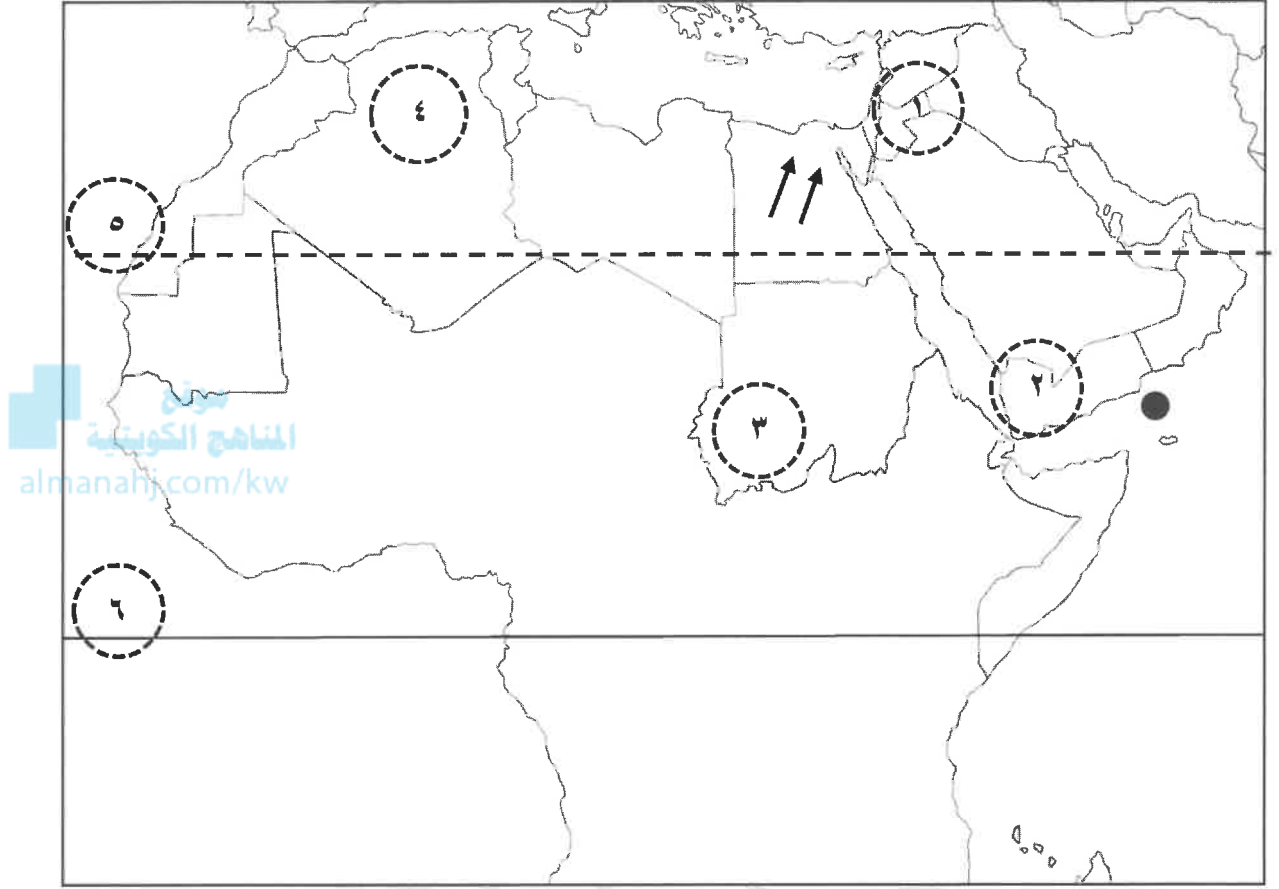 ٤
١
٥
٢
٣
٦
موقع
المناهج الكويتية
almanahj.com/kw